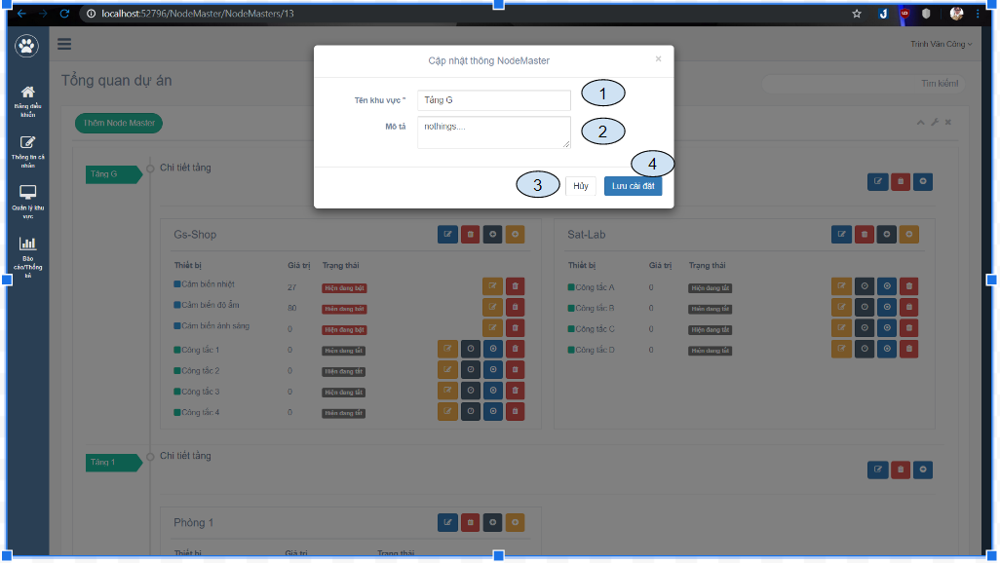 localhost:52796/NodeMaster/NodeMasters/13
Trinh Văn Công
Bảng điều khiển
Thông tin cá nhân
Quản lý khu vực
Báo cáo/Thống kê
Tổng quan dự án
Tìm kiếm!
Thêm Node Master
Cập nhật thông NodeMaster
×
Tên khu vực *
Tầng G
1
Mô tả
nothings....
2
3
Hủy
4
Lưu cài đặt
Tầng G
Chi tiết tầng
Gs-Shop
Thiết bị Giá trị Trạng thái
Cảm biến nhiệt 27 Hiện đang bật
Cảm biến độ ẩm 80 Hiện đang bật
Cảm biến ánh sáng 0 Hiện đang bật
Công tắc 1 0 Hiện đang tắt
Công tắc 2 0 Hiện đang tắt
Công tắc 3 0 Hiện đang tắt
Công tắc 4 0 Hiện đang tắt
Sat-Lab
Thiết bị Giá trị Trạng thái
Công tắc A 0 Hiện đang tắt
Công tắc B 0 Hiện đang tắt
Công tắc C 0 Hiện đang tắt
Công tắc D 0 Hiện đang tắt
Tầng 1
Chi tiết tầng
Phòng 1
Thiết bị Giá trị Trạng thái